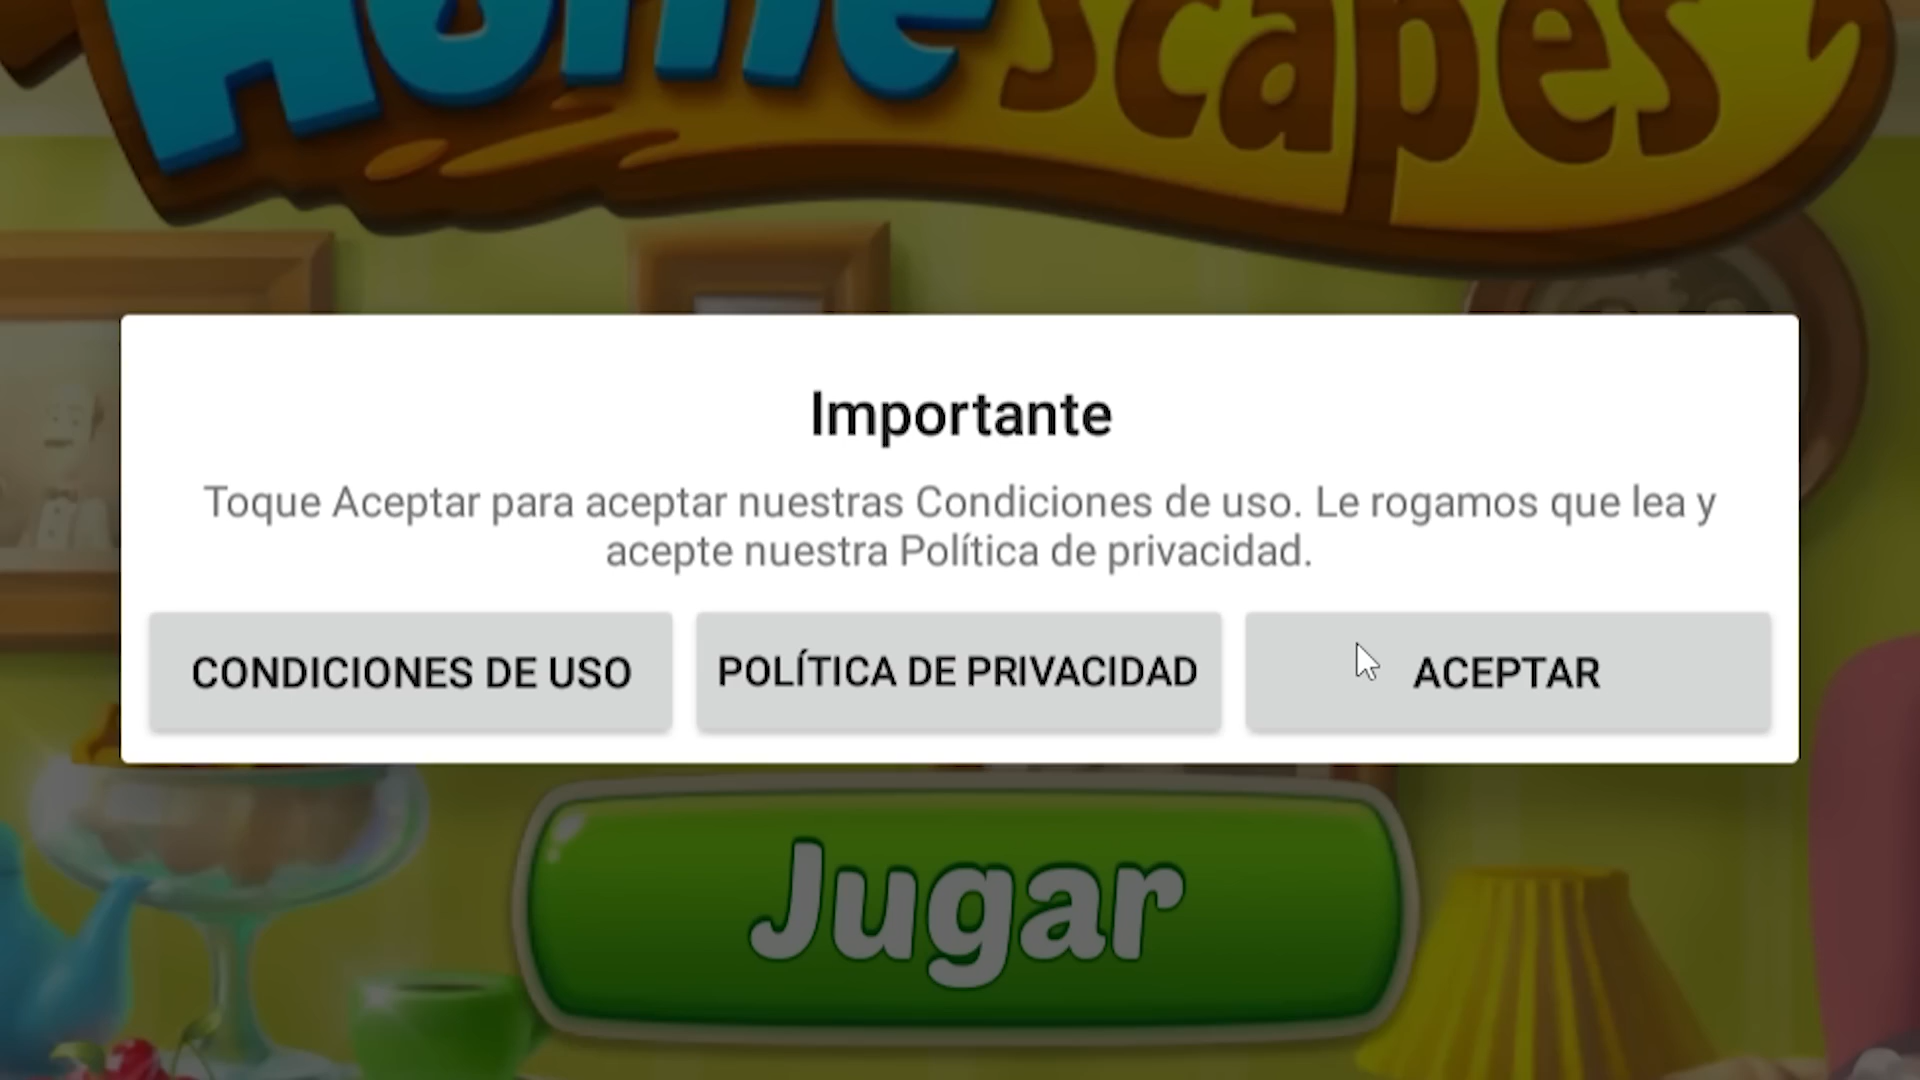 Homescapes
Importante
Toque Aceptar para aceptar nuestras Condiciones de uso. Le rogamos que lea y
acepte nuestra Política de privacidad.
CONDICIONES DE USO
POLÍTICA DE PRIVACIDAD
ACEPTAR
Jugar